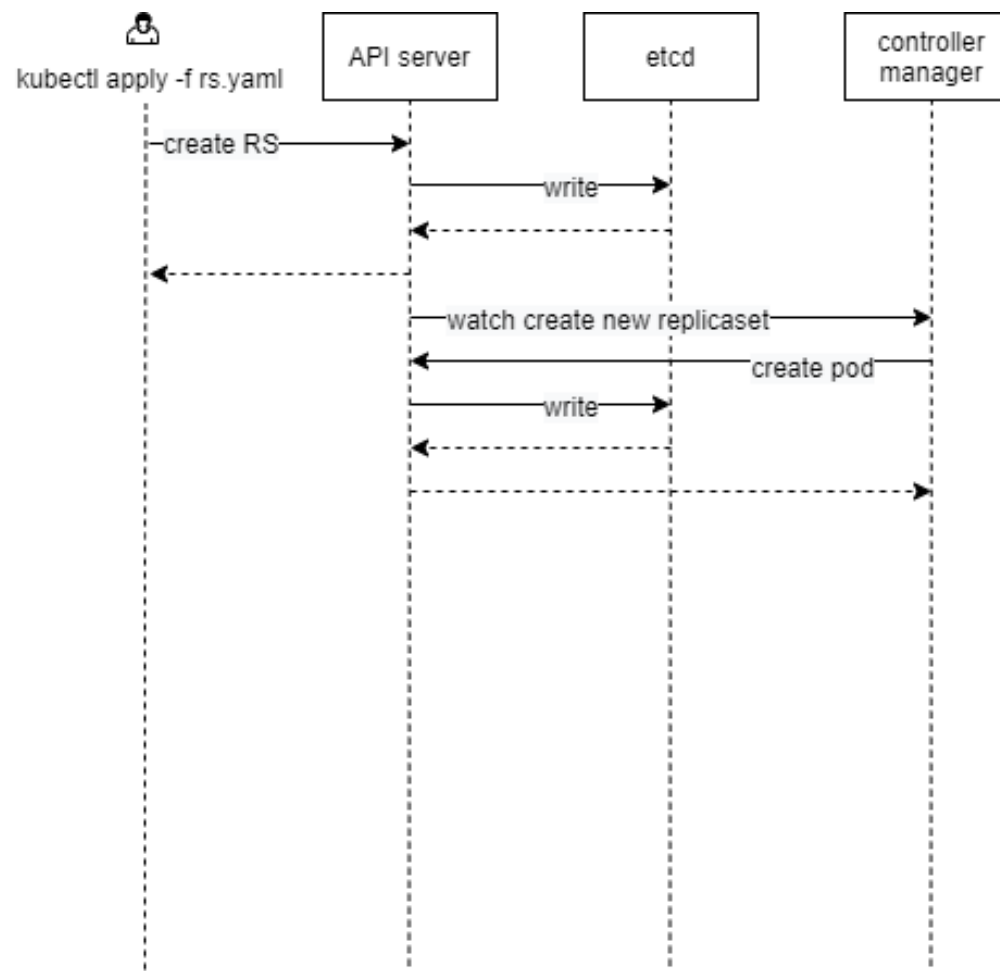 kubectl apply -f rs.yaml
API server
etcd
controller
manager
create RS
write
watch create new replicaset
create pod
write